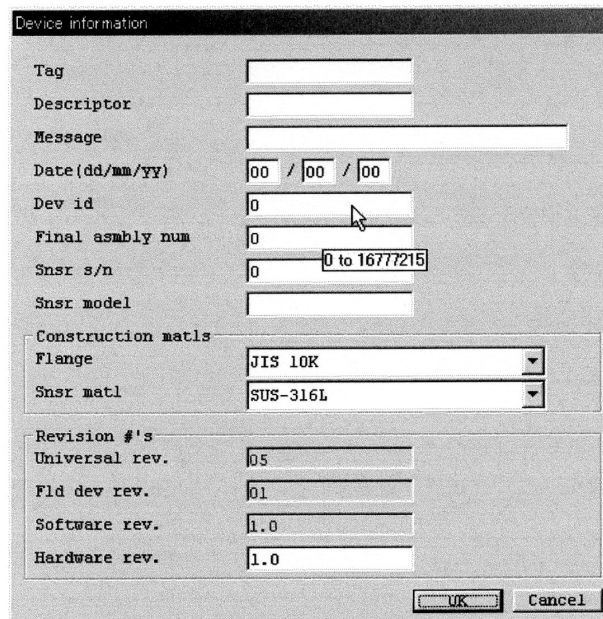 Device information
Tag
Descriptor
Message
Date(dd/mm/yy) 00 / 00 / 00
Dev id 0
Final asmbly num 0
0 to 16777215
Snsr s/n 0
Snsr model
Construction matls
Flange JIS 10K
Snsr matl SUS-316L
Revision #'s
Universal rev. 05
Fld dev rev. 01
Software rev. 1.0
Hardware rev. 1.0
OK Cancel